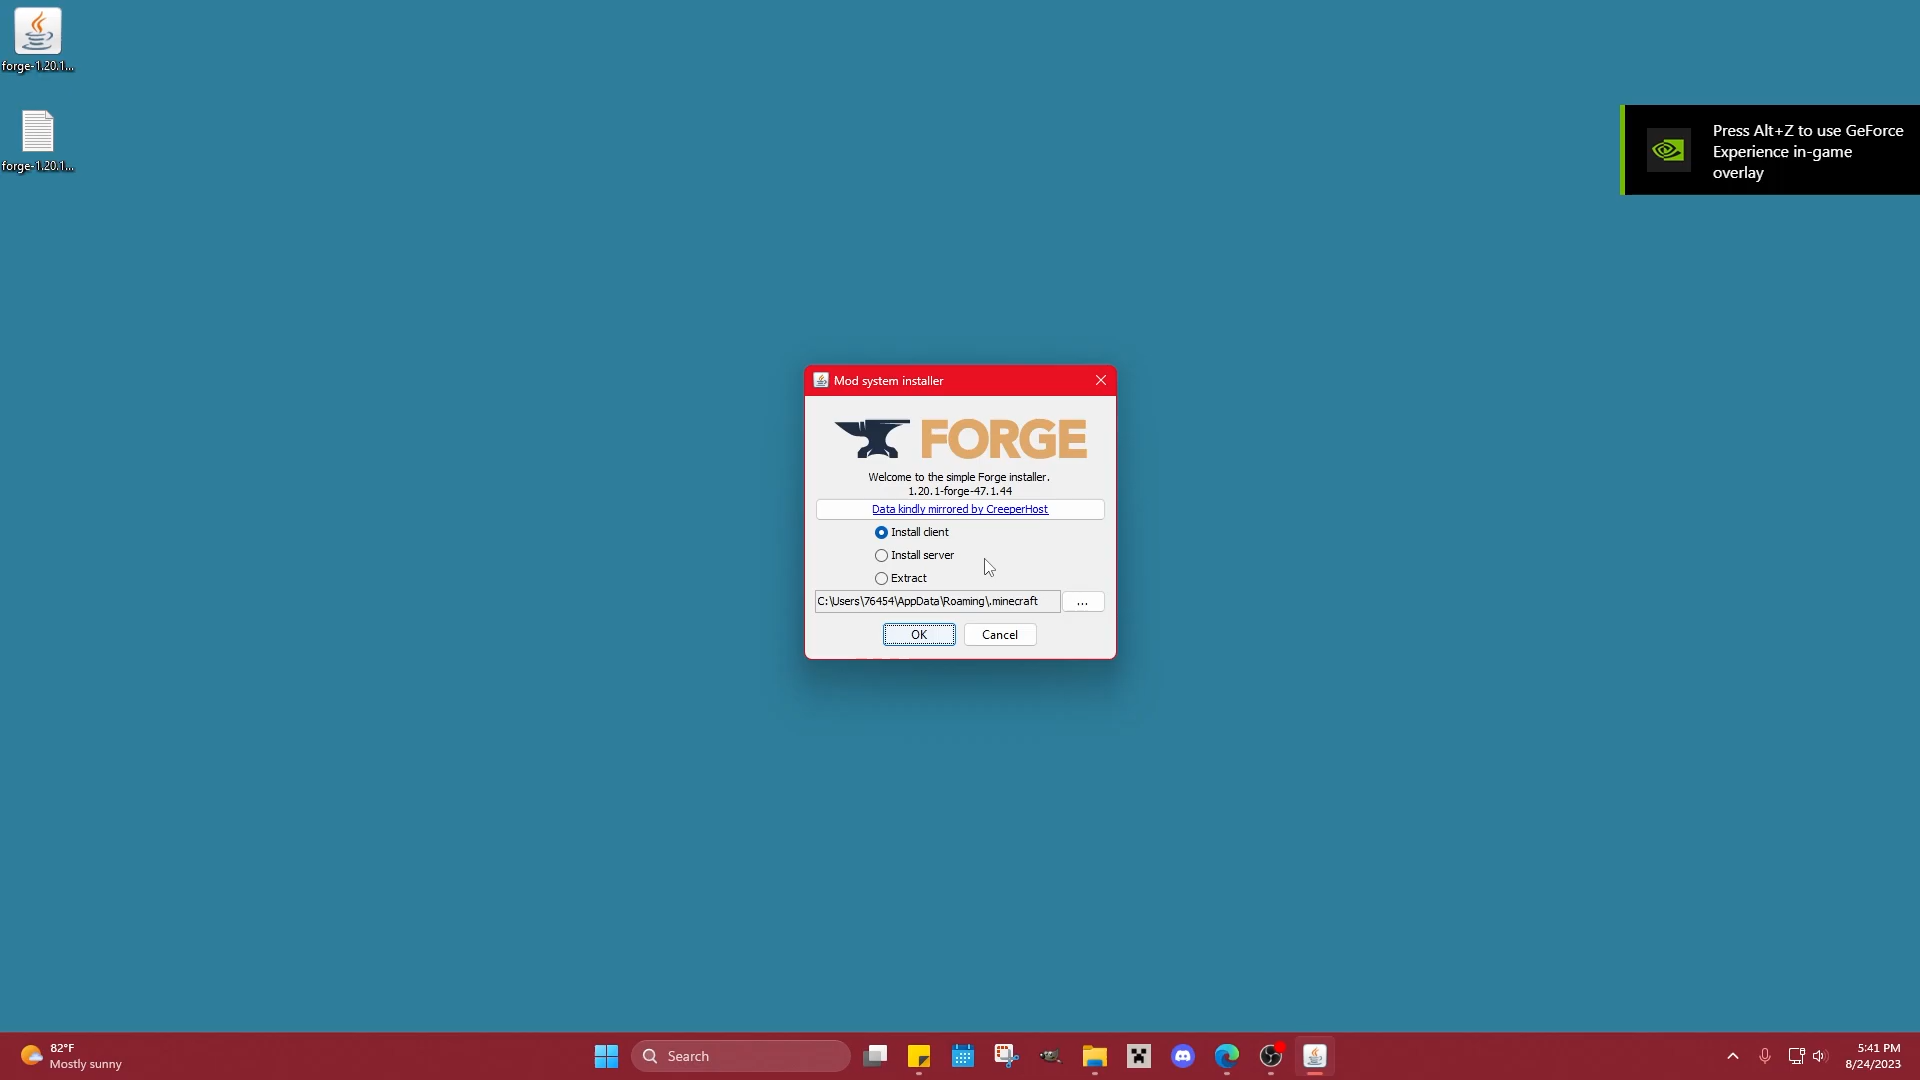 forge-1.20.1...
forge-1.20.1...
Press Alt+Z to use GeForce
Experience in-game
overlay
Mod system installer
FORGE
Welcome to the simple Forge installer.
1.20.1-forge-47.1.44
Data kindly mirrored by CreeperHost
Install client
Install server
Extract
C:\Users\76454\AppData\Roaming\.minecraft
...
OK
Cancel
82°F
Mostly sunny
Search
5:41 PM
8/24/2023